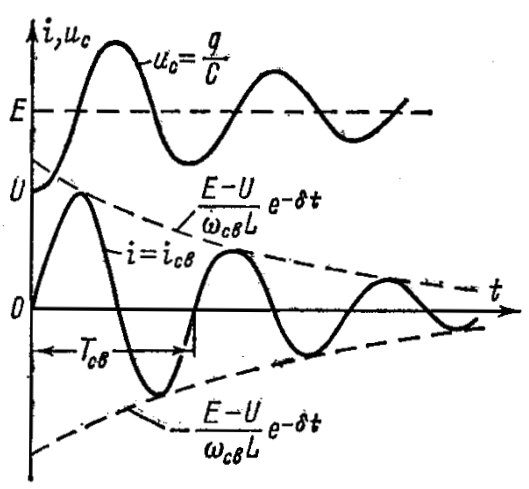 i, u_c
u_c = q/C
E
U
(E−U)/(ω_св L) e^(−δt)
i = i_св
t
0
T_св
−(E−U)/(ω_св L) e^(−δt)